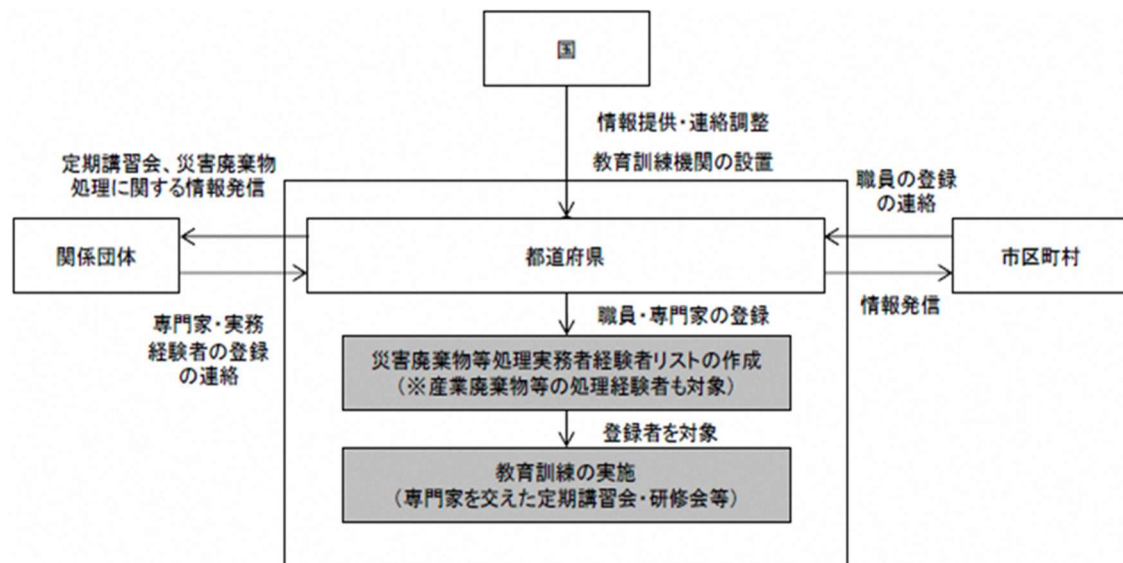 国
情報提供・連絡調整
教育訓練機関の設置
定期講習会、災害廃棄物
処理に関する情報発信
職員の登録
の連絡
関係団体
都道府県
市区町村
専門家・実務
経験者の登録
の連絡
職員・専門家の登録
情報発信
災害廃棄物等処理実務者経験者リストの作成
（※産業廃棄物等の処理経験者も対象）
登録者を対象
教育訓練の実施
（専門家を交えた定期講習会・研修会等）